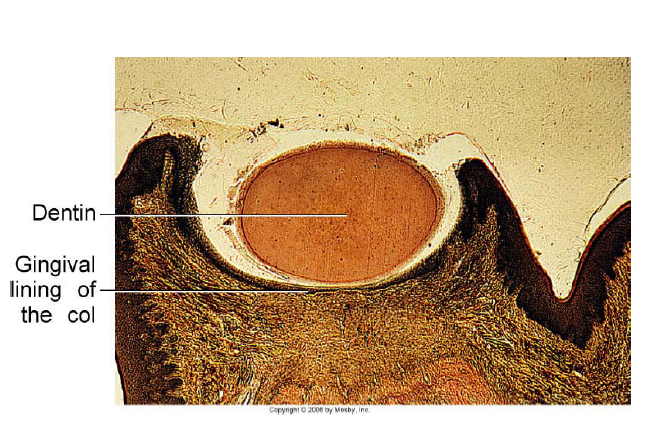 Dentin
Gingival
lining of
the col
Copyright © 2006 by Mosby, Inc.